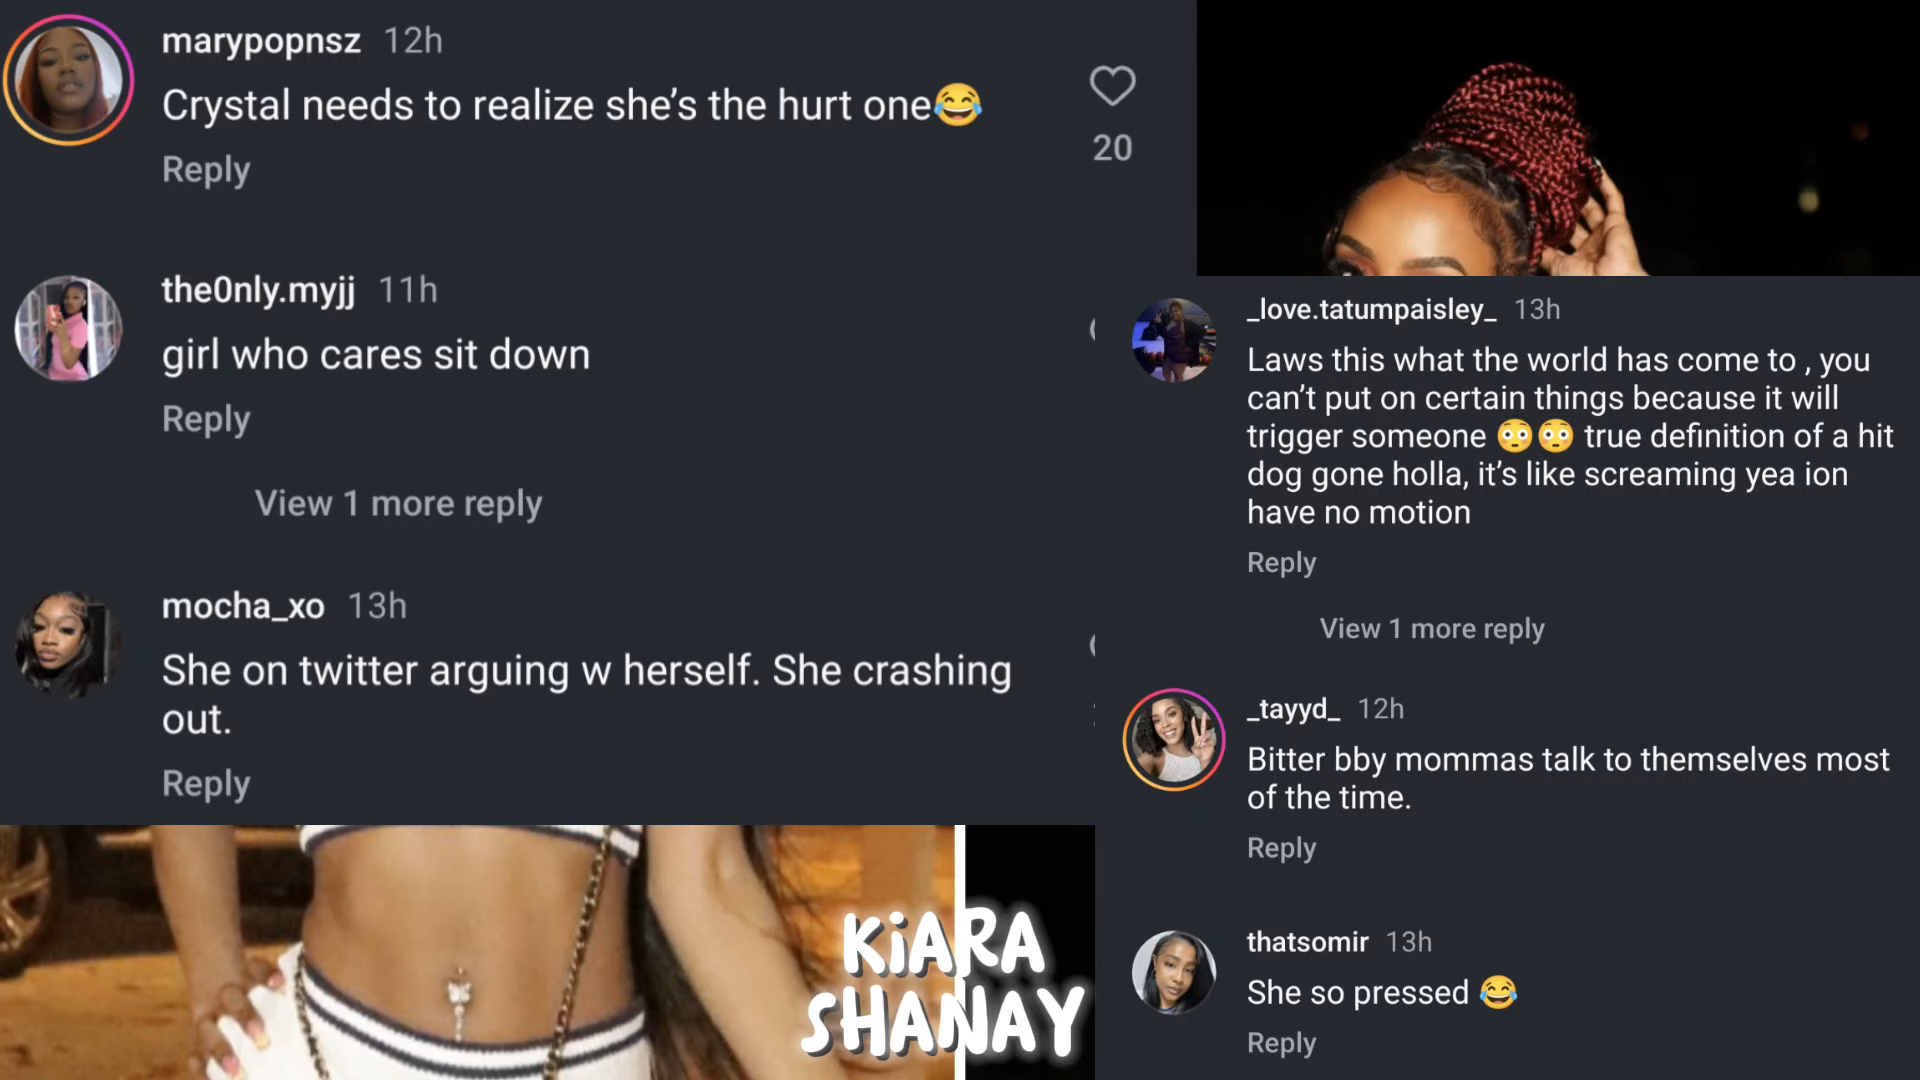 marypopnsz 12h
Crystal needs to realize she's the hurt one😂
20
Reply
the0nly.myjj 11h
girl who cares sit down
Reply
View 1 more reply
mocha_xo 13h
She on twitter arguing w herself. She crashing
out.
Reply
_love.tatumpaisley_ 13h
Laws this what the world has come to , you
can't put on certain things because it will
trigger someone 😳😳 true definition of a hit
dog gone holla, it's like screaming yea ion
have no motion
Reply
View 1 more reply
_tayyd_ 12h
Bitter bby mommas talk to themselves most
of the time.
Reply
thatsomir 13h
She so pressed 😂
Reply
KiARA
SHANAY